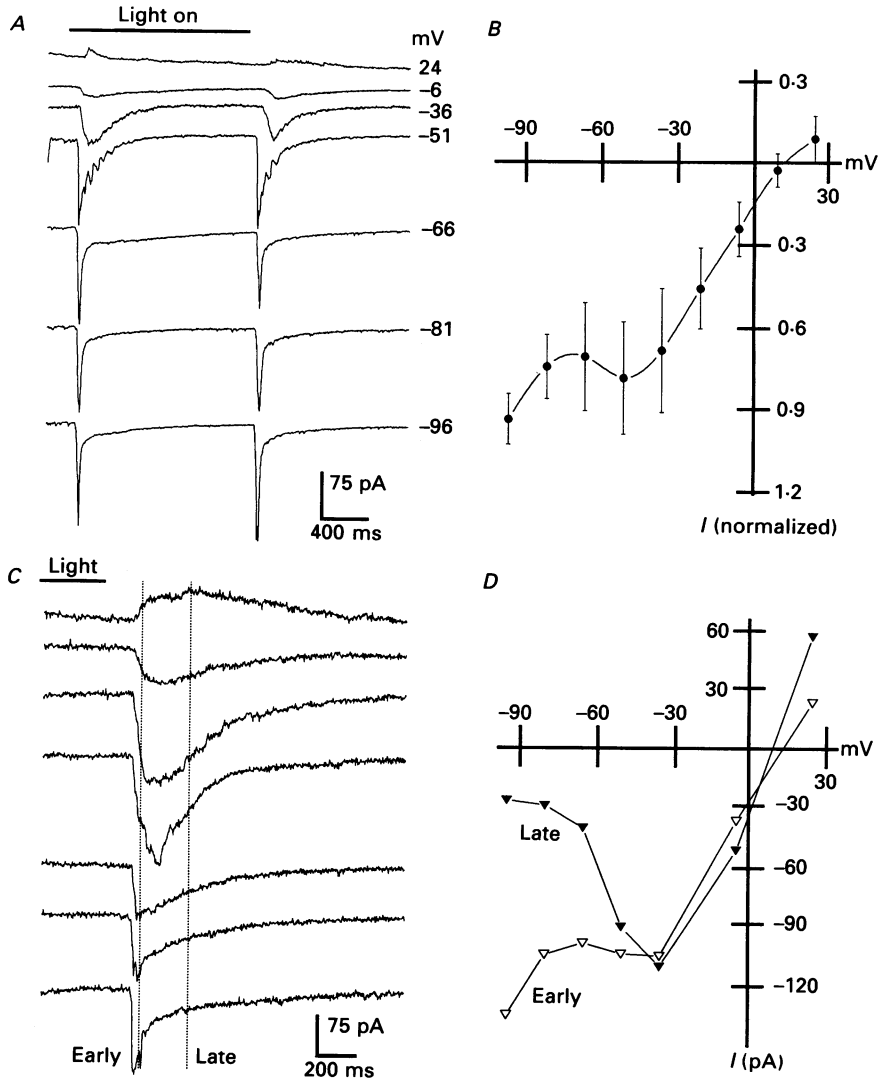 A
Light on
mV
24
−6
−36
−51
−66
−81
−96
75 pA
400 ms
B
0·3
−90 −60 −30
mV
30
0·3
0·6
0·9
1·2
I (normalized)
C
Light
75 pA
Early Late
200 ms
D
60
30
−90 −60 −30
mV
30
−30
Late
−60
−90
Early
−120
I (pA)